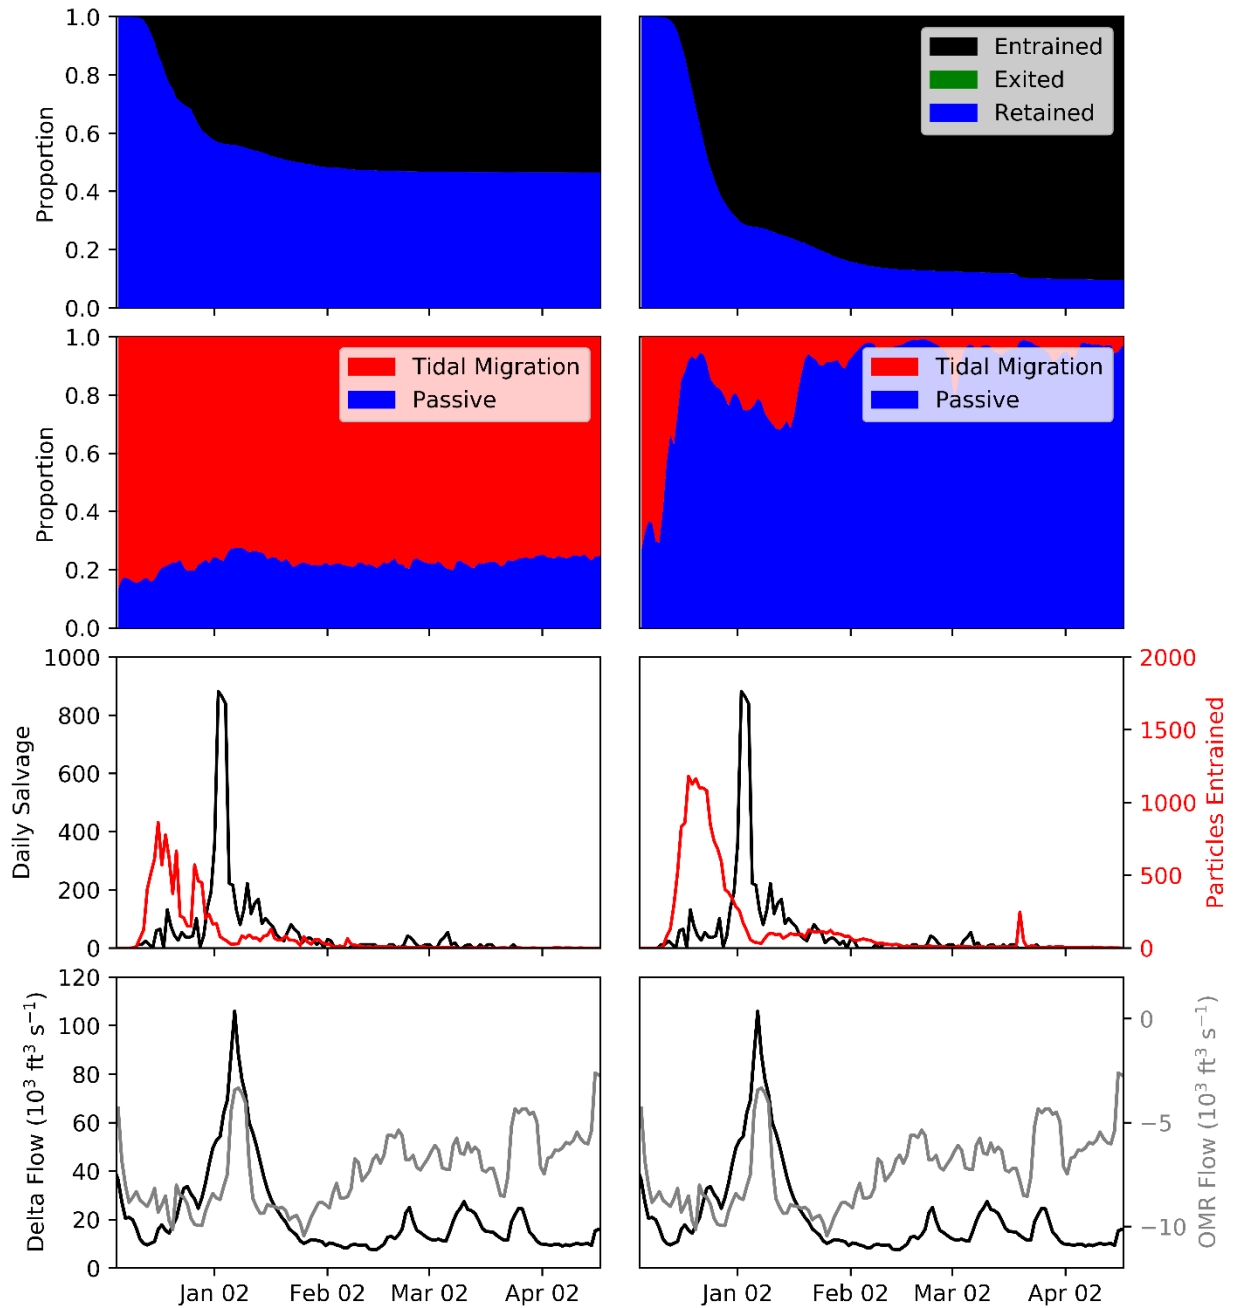 1.0
0.8
0.6
0.4
0.2
0.0
Proportion
Entrained
Exited
Retained
1.0
0.8
0.6
0.4
0.2
0.0
Proportion
Tidal Migration
Passive
Tidal Migration
Passive
1000
800
600
400
200
0
Daily Salvage
2000
1500
1000
500
0
Particles Entrained
120
100
80
60
40
20
0
Delta Flow (10³ ft³ s⁻¹)
0
−5
−10
OMR Flow (10³ ft³ s⁻¹)
Jan 02 Feb 02 Mar 02 Apr 02
Jan 02 Feb 02 Mar 02 Apr 02